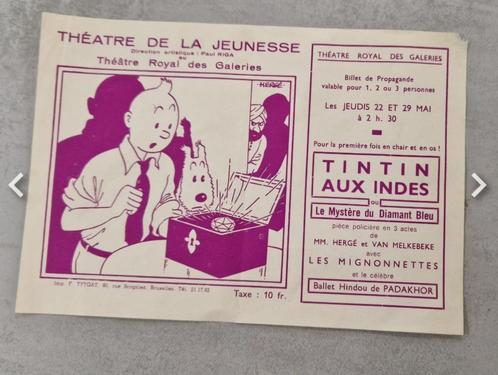 THÉATRE DE LA JEUNESSE
Direction artistique : Paul RIGA
au
Théâtre Royal des Galeries
HERGÉ
Imp. F. TYTGAT, 80, rue Brogniez, Bruxelles. Tél. 21.17.62
Taxe : 10 fr.
THÉATRE ROYAL DES GALERIES
Billet de Propagande
valable pour 1, 2 ou 3 personnes
Les JEUDIS 22 ET 29 MAI
à 2 h. 30
Pour la première fois en chair et en os !
TINTIN
AUX INDES
ou
Le Mystère du Diamant Bleu
pièce policière en 3 actes
de
MM. HERGÉ et VAN MELKEBEKE
avec
LES MIGNONNETTES
et le célèbre
Ballet Hindou de PADAKHOR